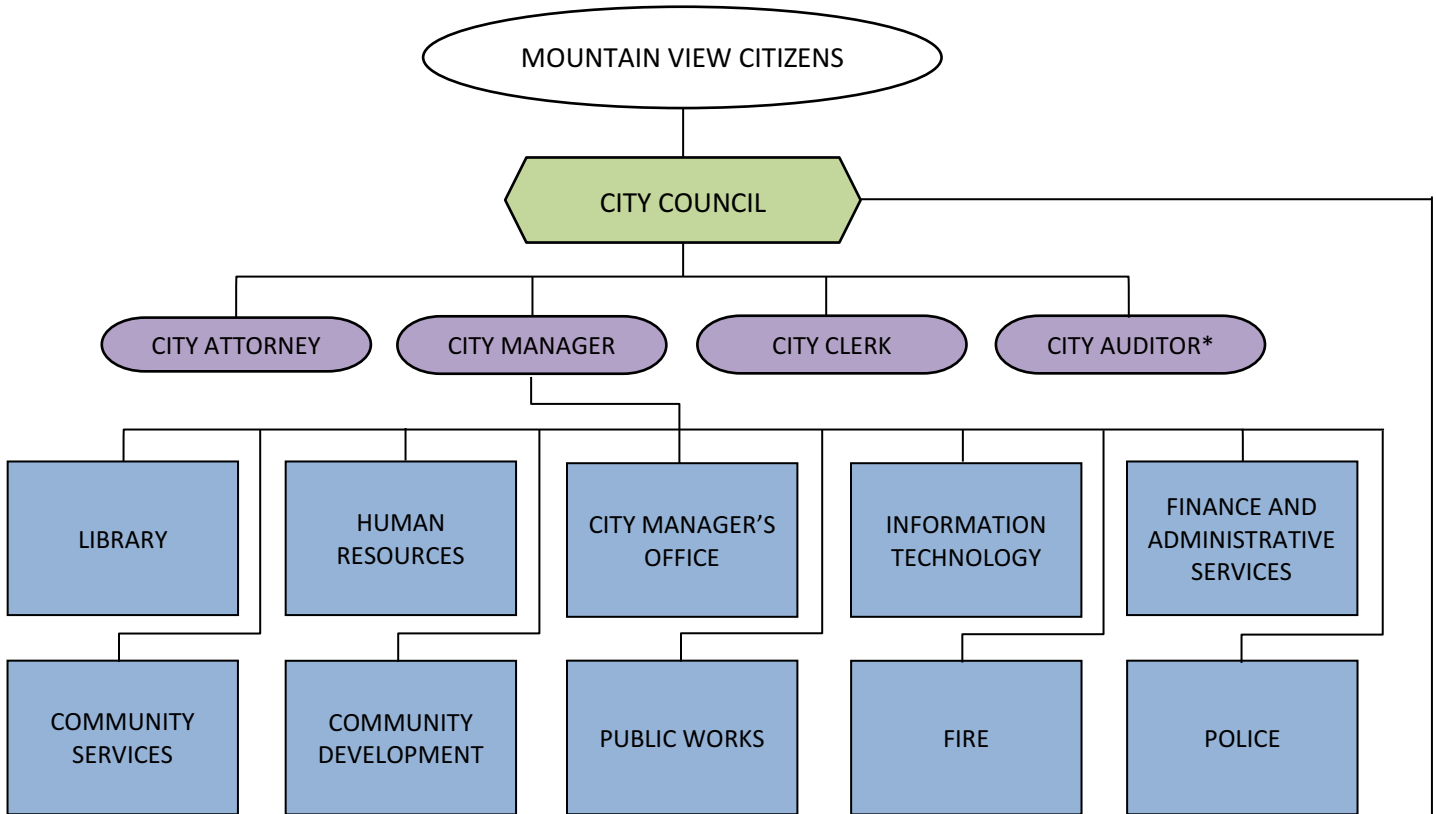 MOUNTAIN VIEW CITIZENS
CITY COUNCIL
CITY ATTORNEY
CITY MANAGER
CITY CLERK
CITY AUDITOR*
LIBRARY
HUMAN
RESOURCES
CITY MANAGER’S
OFFICE
INFORMATION
TECHNOLOGY
FINANCE AND
ADMINISTRATIVE
SERVICES
COMMUNITY
SERVICES
COMMUNITY
DEVELOPMENT
PUBLIC WORKS
FIRE
POLICE